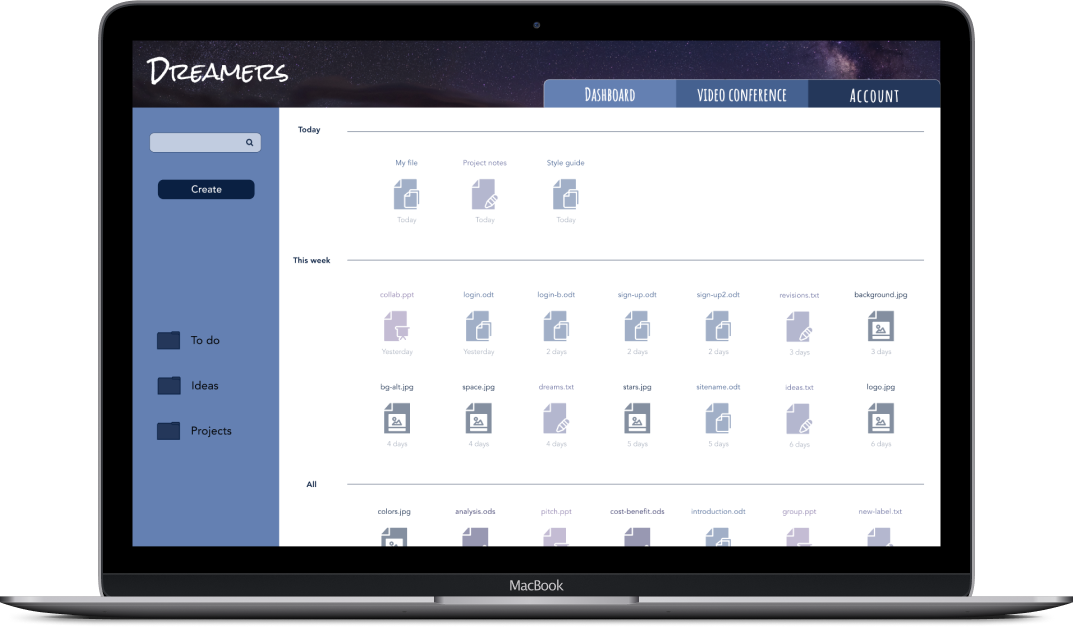 DREAMERS
DASHBOARD
VIDEO CONFERENCE
ACCOUNT
Create
To do
Ideas
Projects
Today
My file
Project notes
Style guide
Today
Today
Today
This week
collab.ppt
login.odt
login-b.odt
sign-up.odt
sign-up2.odt
revisions.txt
background.jpg
Yesterday
Yesterday
2 days
2 days
2 days
3 days
3 days
bg-alt.jpg
space.jpg
dreams.txt
stars.jpg
sitename.odt
ideas.txt
logo.jpg
4 days
4 days
4 days
5 days
5 days
6 days
6 days
All
colors.jpg
analysis.ods
pitch.ppt
cost-benefit.ods
introduction.odt
group.ppt
new-label.txt
MacBook